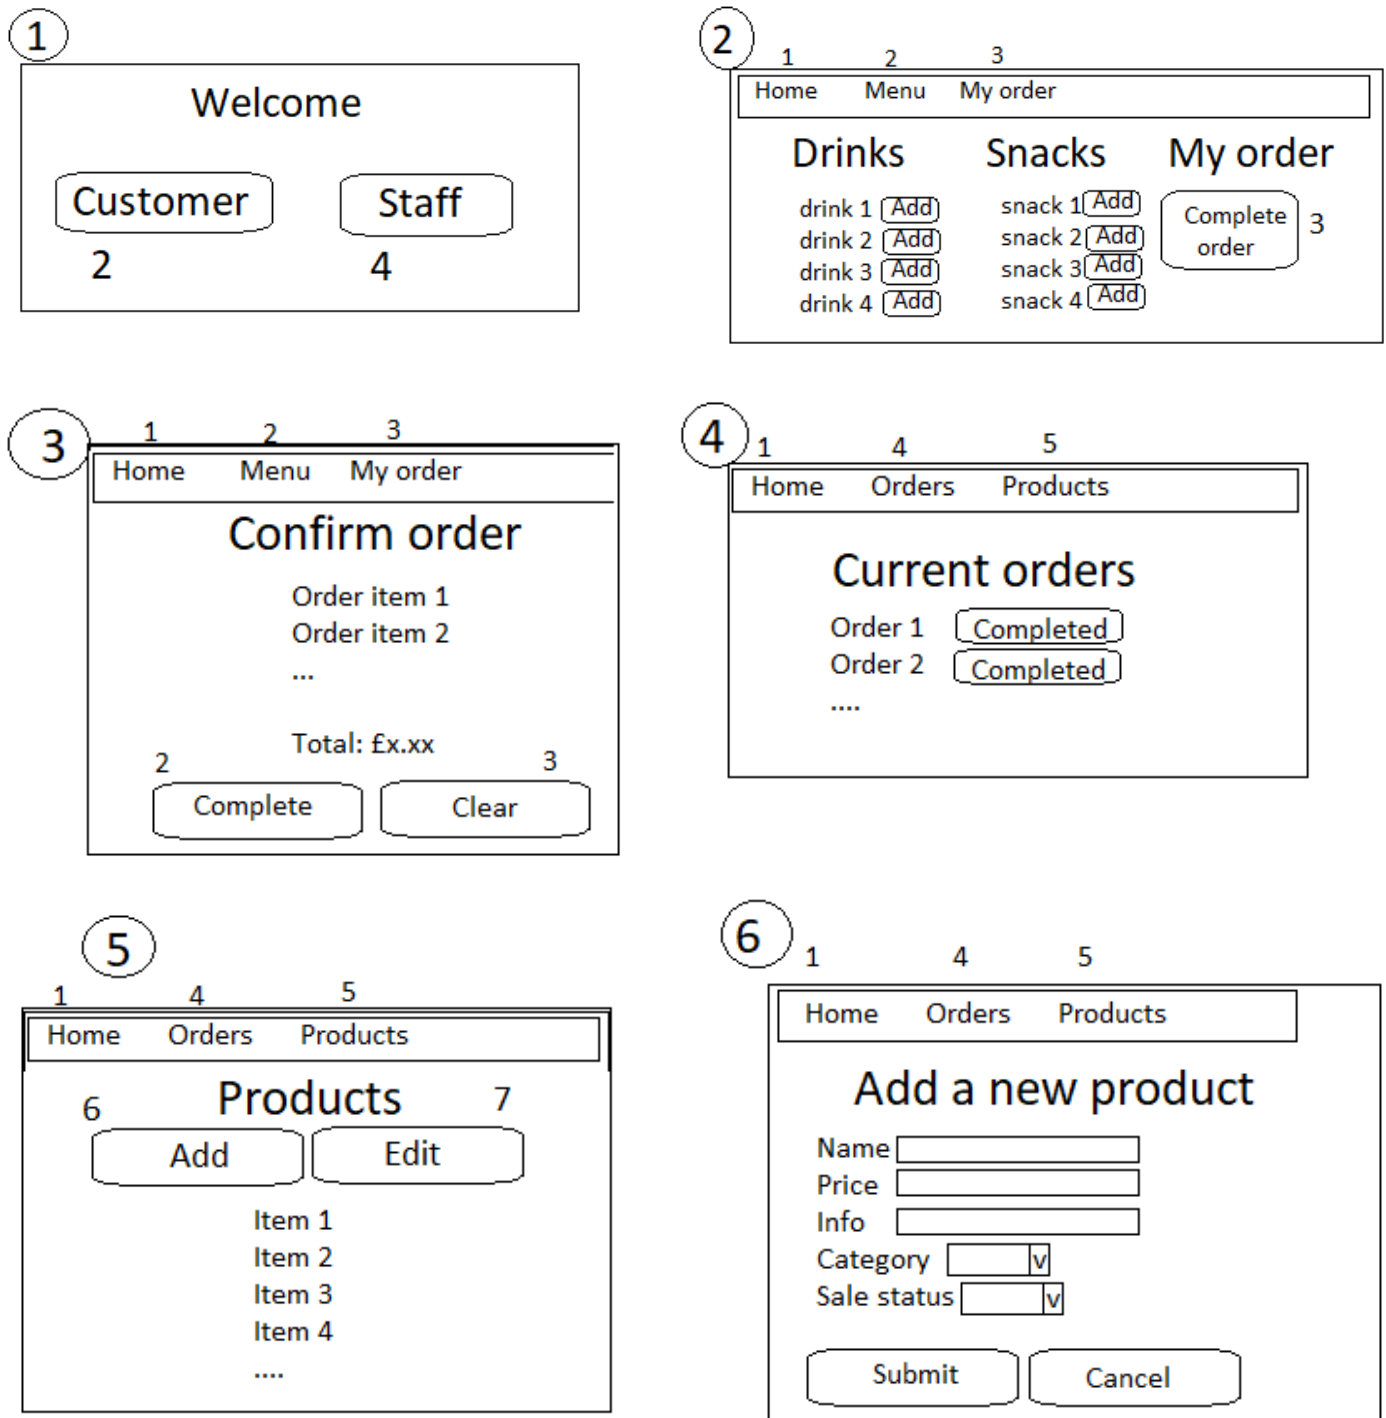 1
Welcome
Customer
Staff
2
4
2
1 2 3
Home Menu My order
Drinks Snacks My order
drink 1 Add snack 1 Add Complete
drink 2 Add snack 2 Add order 3
drink 3 Add snack 3 Add
drink 4 Add snack 4 Add
3
1 2 3
Home Menu My order
Confirm order
Order item 1
Order item 2
...
Total: £x.xx
2 3
Complete Clear
4
1 4 5
Home Orders Products
Current orders
Order 1 Completed
Order 2 Completed
....
5
1 4 5
Home Orders Products
Products
6 7
Add Edit
Item 1
Item 2
Item 3
Item 4
....
6
1 4 5
Home Orders Products
Add a new product
Name
Price
Info
Category v
Sale status v
Submit Cancel